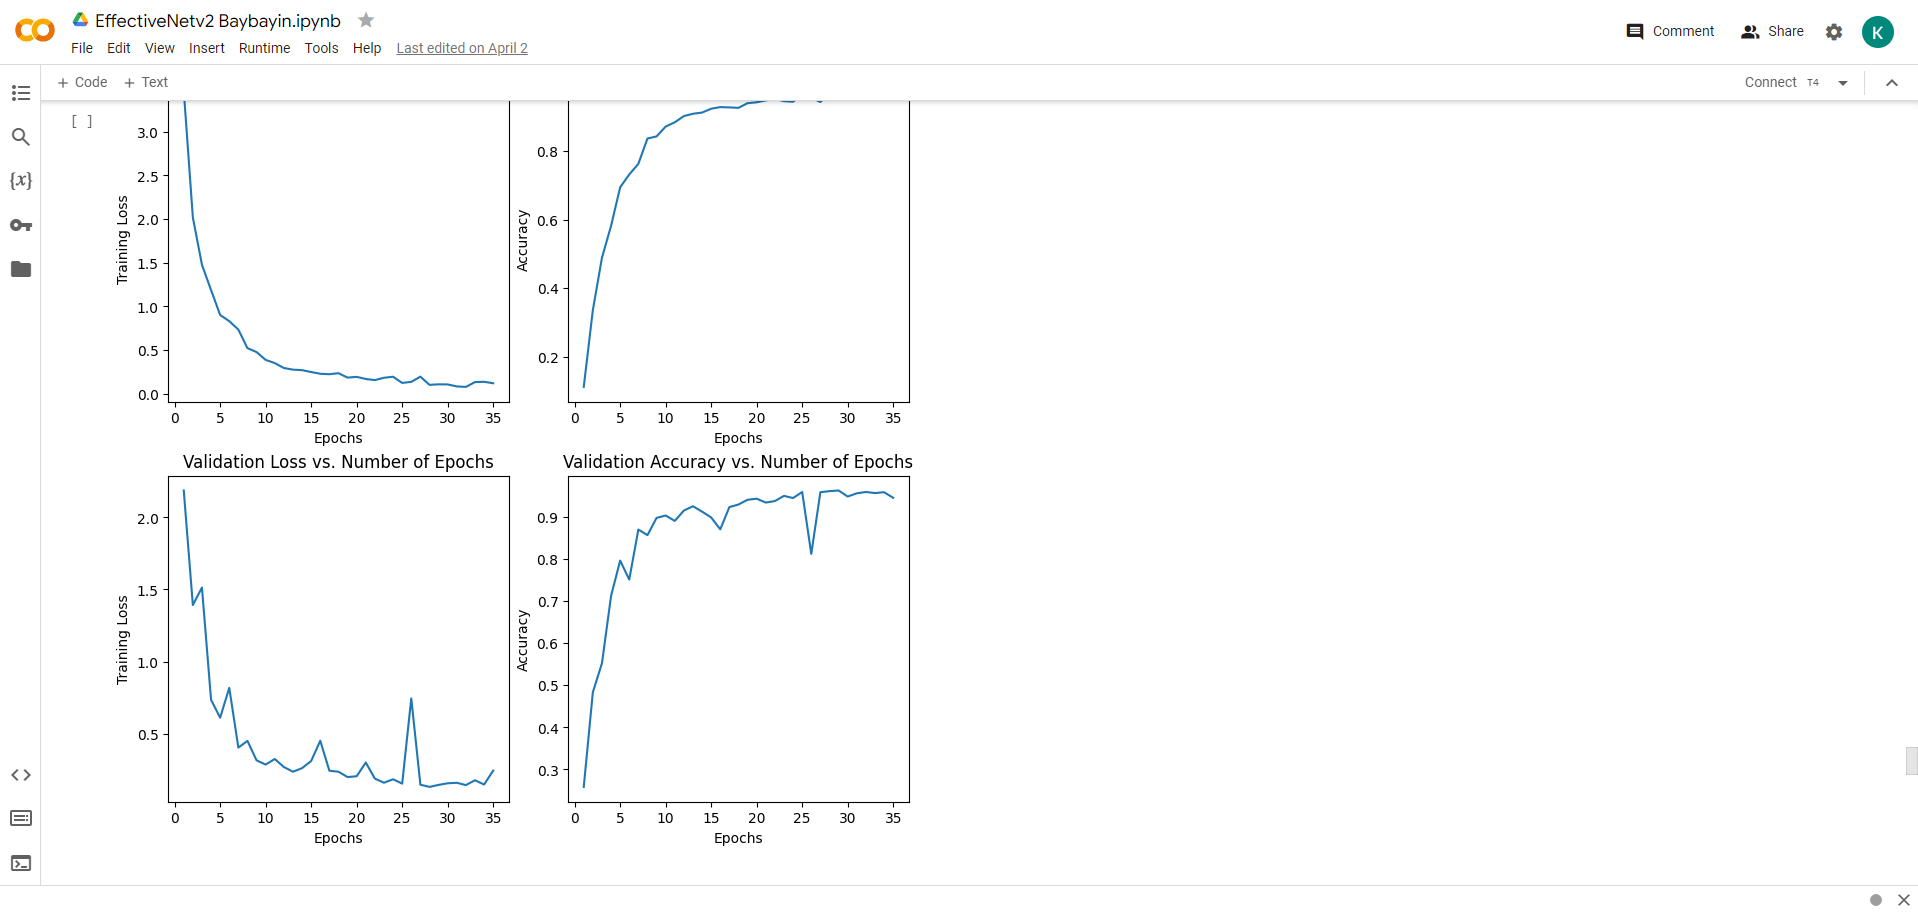 EffectiveNetv2 Baybayin.ipynb
File Edit View Insert Runtime Tools Help Last edited on April 2
Comment Share K
+ Code + Text
Connect T4
[ ]
3.0
2.5
2.0
1.5
1.0
0.5
0.0
Training Loss
0 5 10 15 20 25 30 35
Epochs
0.8
0.6
0.4
0.2
Accuracy
0 5 10 15 20 25 30 35
Epochs
Validation Loss vs. Number of Epochs
2.0
1.5
1.0
0.5
Training Loss
0 5 10 15 20 25 30 35
Epochs
Validation Accuracy vs. Number of Epochs
0.9
0.8
0.7
0.6
0.5
0.4
0.3
Accuracy
0 5 10 15 20 25 30 35
Epochs
{x}